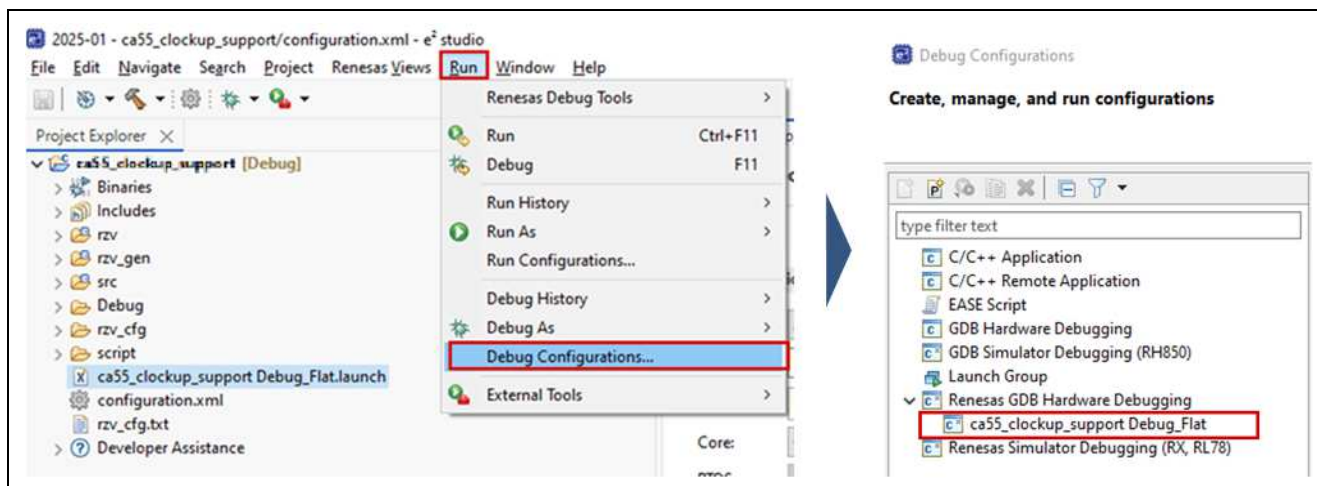 2025-01 - ca55_clockup_support/configuration.xml - e² studio
File Edit Navigate Search Project Renesas Views Run Window Help
Project Explorer
ca55_clockup_support [Debug]
Binaries
Includes
rzv
rzv_gen
src
Debug
rzv_cfg
script
ca55_clockup_support Debug_Flat.launch
configuration.xml
rzv_cfg.txt
Developer Assistance
Renesas Debug Tools
Run Ctrl+F11
Debug F11
Run History
Run As
Run Configurations...
Debug History
Debug As
Debug Configurations...
External Tools
Core:
Debug Configurations
Create, manage, and run configurations
type filter text
C/C++ Application
C/C++ Remote Application
EASE Script
GDB Hardware Debugging
GDB Simulator Debugging (RH850)
Launch Group
Renesas GDB Hardware Debugging
ca55_clockup_support Debug_Flat
Renesas Simulator Debugging (RX, RL78)